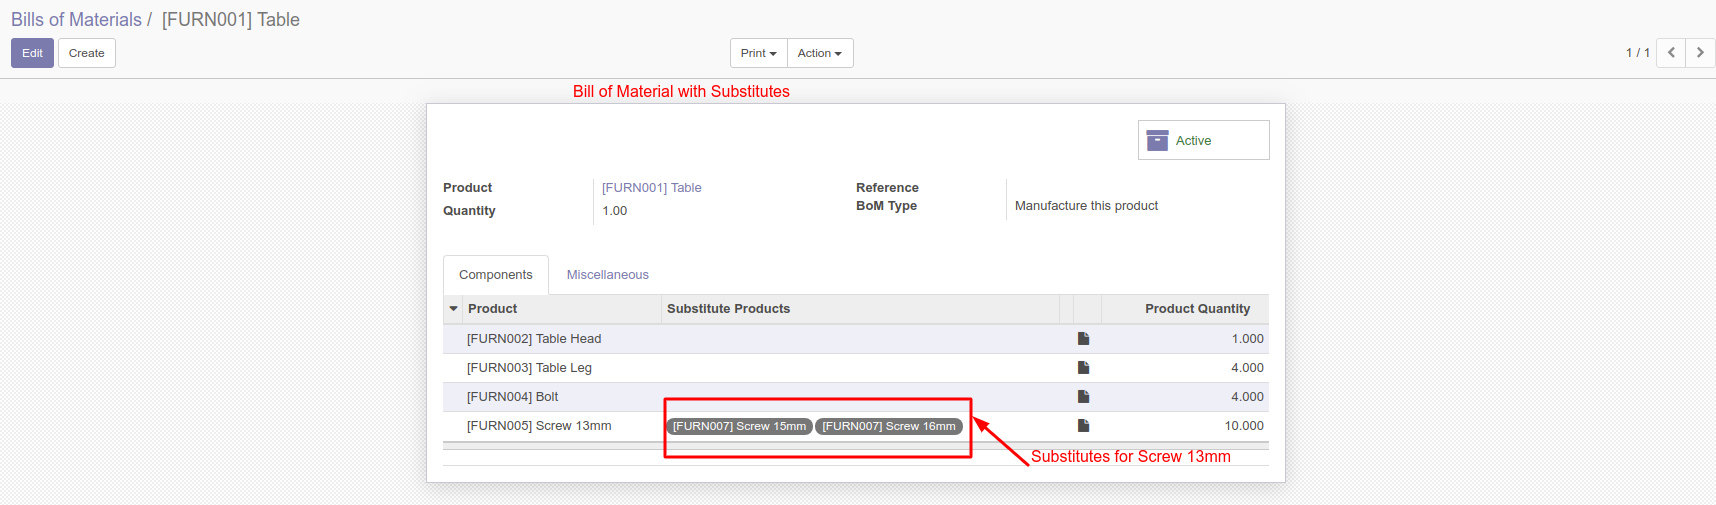 Bills of Materials / [FURN001] Table
Edit Create Print Action 1 / 1
Bill of Material with Substitutes
Active
Product [FURN001] Table Reference
Quantity 1.00 BoM Type Manufacture this product
Components Miscellaneous
Product Substitute Products Product Quantity
[FURN002] Table Head 1.000
[FURN003] Table Leg 4.000
[FURN004] Bolt 4.000
[FURN005] Screw 13mm [FURN007] Screw 15mm [FURN007] Screw 16mm 10.000
Substitutes for Screw 13mm